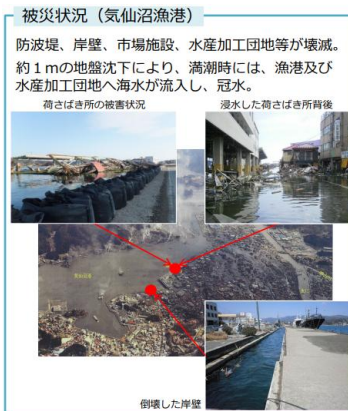 被災状況(気仙沼漁港)
防波堤、岸壁、市場施設、水産加工団地等が壊滅。
約1mの地盤沈下により、満潮時には、漁港及び
水産加工団地へ海水が流入し、冠水。
荷さばき所の被害状況
浸水した荷さばき所背後
倒壊した岸壁